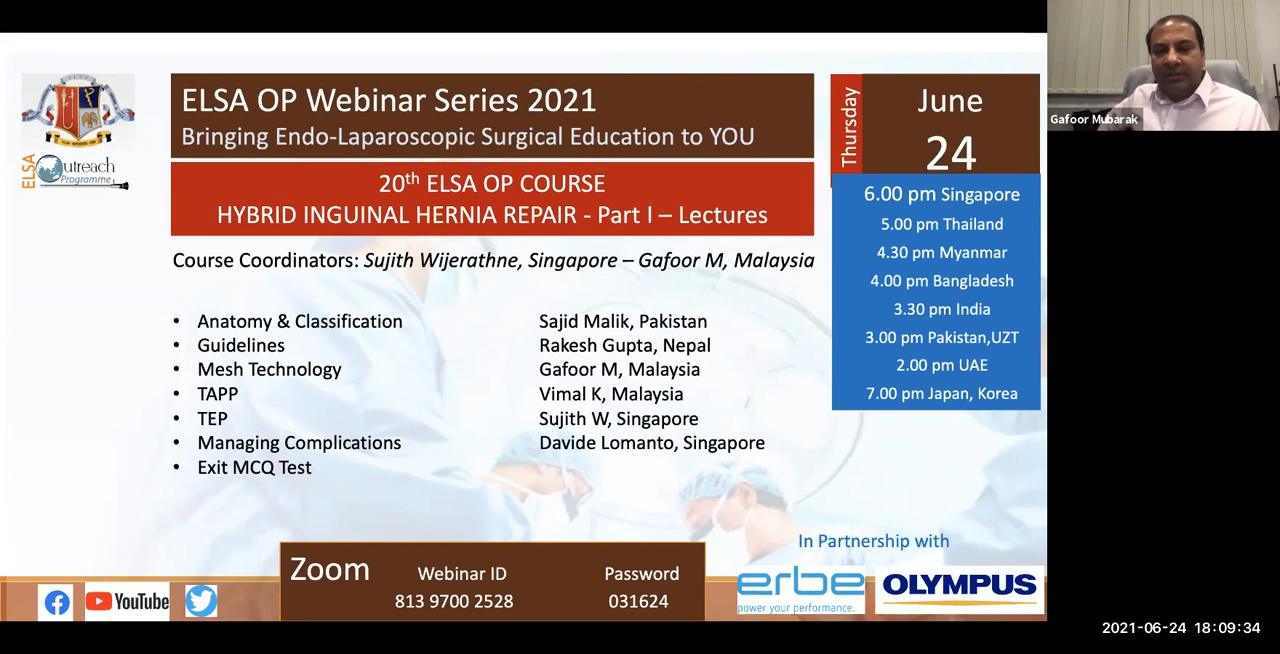 ELSA OP Webinar Series 2021
Bringing Endo-Laparoscopic Surgical Education to YOU
20th ELSA OP COURSE
HYBRID INGUINAL HERNIA REPAIR - Part I – Lectures
Thursday
June
24
6.00 pm Singapore
5.00 pm Thailand
4.30 pm Myanmar
4.00 pm Bangladesh
3.30 pm India
3.00 pm Pakistan,UZT
2.00 pm UAE
7.00 pm Japan, Korea
Gafoor Mubarak
ELSA Outreach
Programme
Course Coordinators: Sujith Wijerathne, Singapore – Gafoor M, Malaysia
• Anatomy & Classification Sajid Malik, Pakistan
• Guidelines Rakesh Gupta, Nepal
• Mesh Technology Gafoor M, Malaysia
• TAPP Vimal K, Malaysia
• TEP Sujith W, Singapore
• Managing Complications Davide Lomanto, Singapore
• Exit MCQ Test
In Partnership with
erbe
power your performance.
OLYMPUS
Zoom Webinar ID Password
813 9700 2528 031624
YouTube
2021-06-24 18:09:34